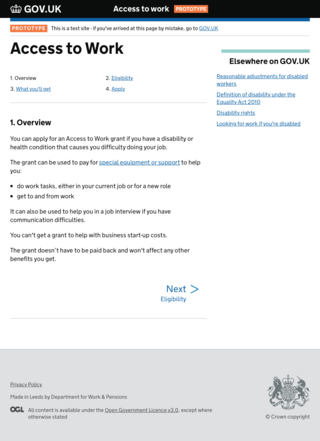 GOV.UK
Access to work PROTOTYPE
PROTOTYPE This is a test site - if you've arrived at this page by mistake, go to GOV.UK
Access to Work
1. Overview
2. Eligibility
3. What you'll get
4. Apply
1. Overview
You can apply for an Access to Work grant if you have a disability or
health condition that causes you difficulty doing your job.
The grant can be used to pay for special equipment or support to help
you:
• do work tasks, either in your current job or for a new role
• get to and from work
It can also be used to help you in a job interview if you have
communication difficulties.
You can't get a grant to help with business start-up costs.
The grant doesn't have to be paid back and won't affect any other
benefits you get.
Next >
Eligibility
Elsewhere on GOV.UK
Reasonable adjustments for disabled
workers
Definition of disability under the
Equality Act 2010
Disability rights
Looking for work if you're disabled
Privacy Policy
Made in Leeds by Department for Work & Pensions
OGL All content is available under the Open Government Licence v3.0, except where
otherwise stated
© Crown copyright